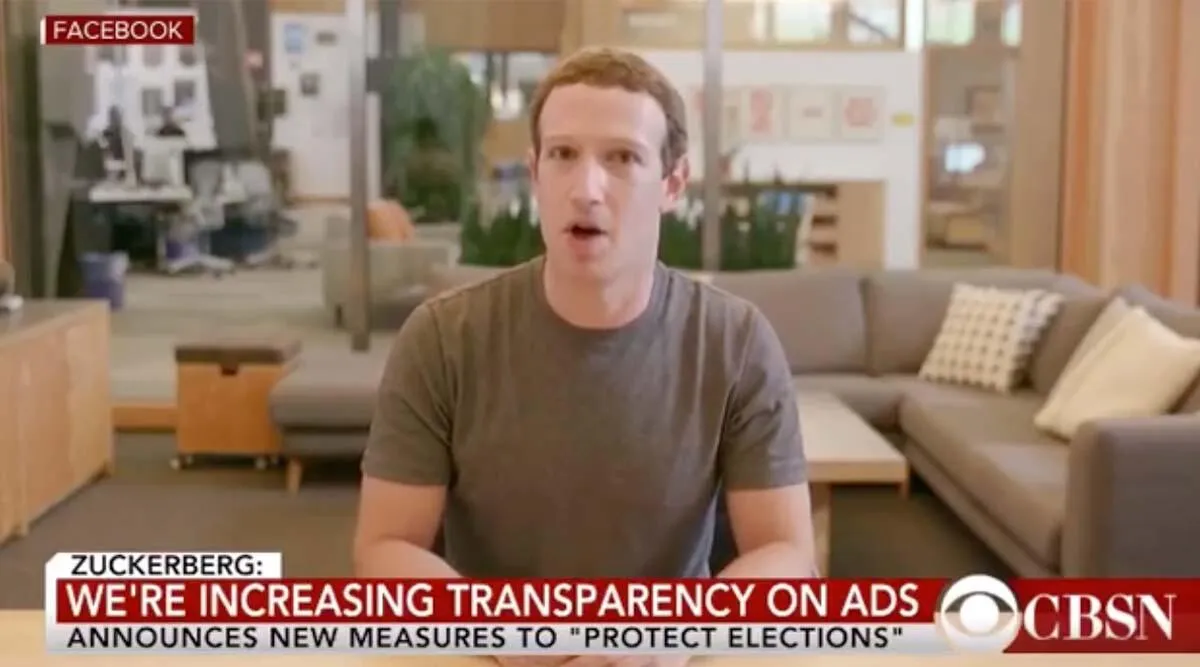 FACEBOOK
ZUCKERBERG:
WE'RE INCREASING TRANSPARENCY ON ADS
ANNOUNCES NEW MEASURES TO "PROTECT ELECTIONS"
CBSN